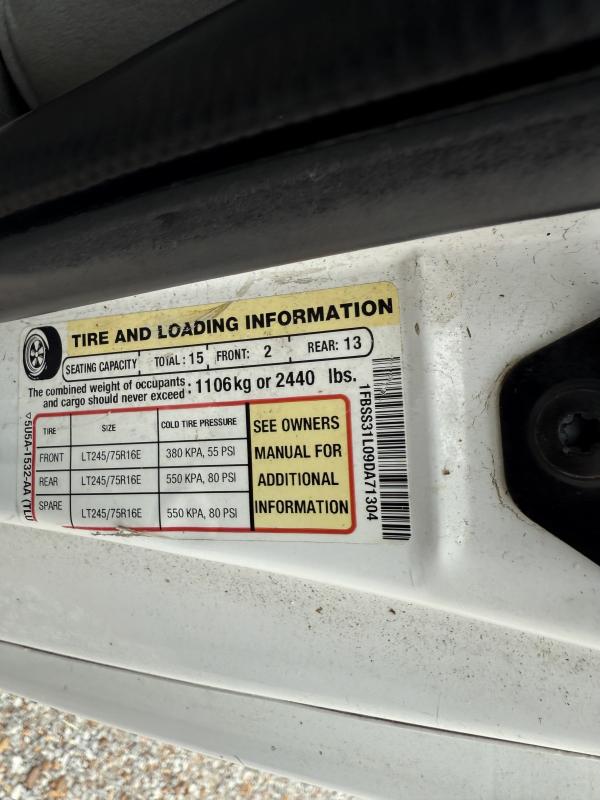 TIRE AND LOADING INFORMATION
SEATING CAPACITY TOTAL : 15 FRONT: 2 REAR: 13
The combined weight of occupants and cargo should never exceed : 1106 kg or 2440 lbs.
TIRE SIZE COLD TIRE PRESSURE
FRONT LT245/75R16E 380 KPA, 55 PSI
REAR LT245/75R16E 550 KPA, 80 PSI
SPARE LT245/75R16E 550 KPA, 80 PSI
SEE OWNERS
MANUAL FOR
ADDITIONAL
INFORMATION
5U5A-1532-AA
1FBSS31L09DA71304